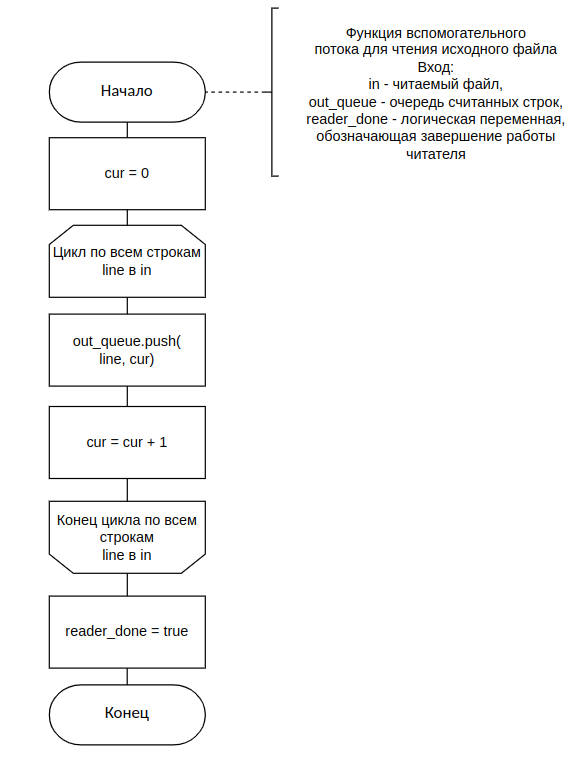 Функция вспомогательного
потока для чтения исходного файла
Вход:
in - читаемый файл,
out_queue - очередь считанных строк,
reader_done - логическая переменная,
обозначающая завершение работы
читателя
Начало
cur = 0
Цикл по всем строкам
line в in
out_queue.push(
line, cur)
cur = cur + 1
Конец цикла по всем
строкам
line в in
reader_done = true
Конец